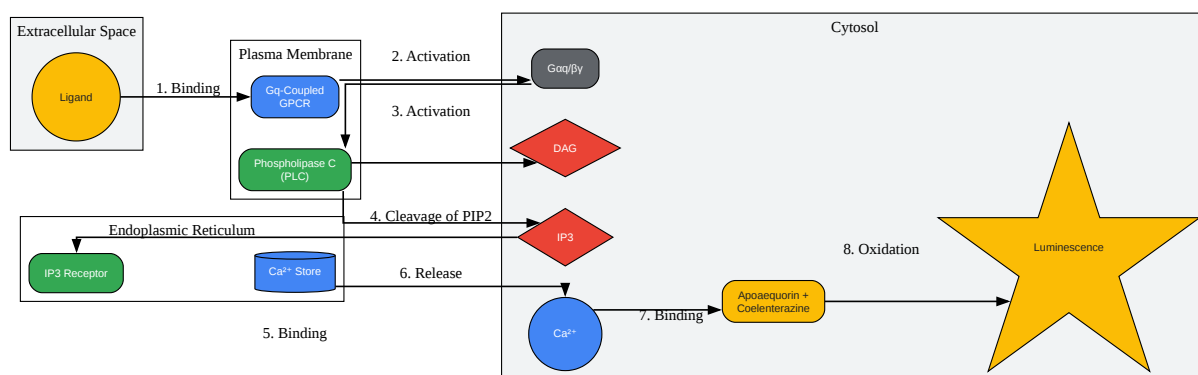 Extracellular Space
Ligand
1. Binding
Plasma Membrane
Gq-Coupled
GPCR
Phospholipase C
(PLC)
2. Activation
3. Activation
4. Cleavage of PIP2
Cytosol
Gαq/βγ
DAG
IP3
Endoplasmic Reticulum
IP3 Receptor
Ca²⁺ Store
5. Binding
6. Release
Ca²⁺
7. Binding
Apoaequorin +
Coelenterazine
8. Oxidation
Luminescence